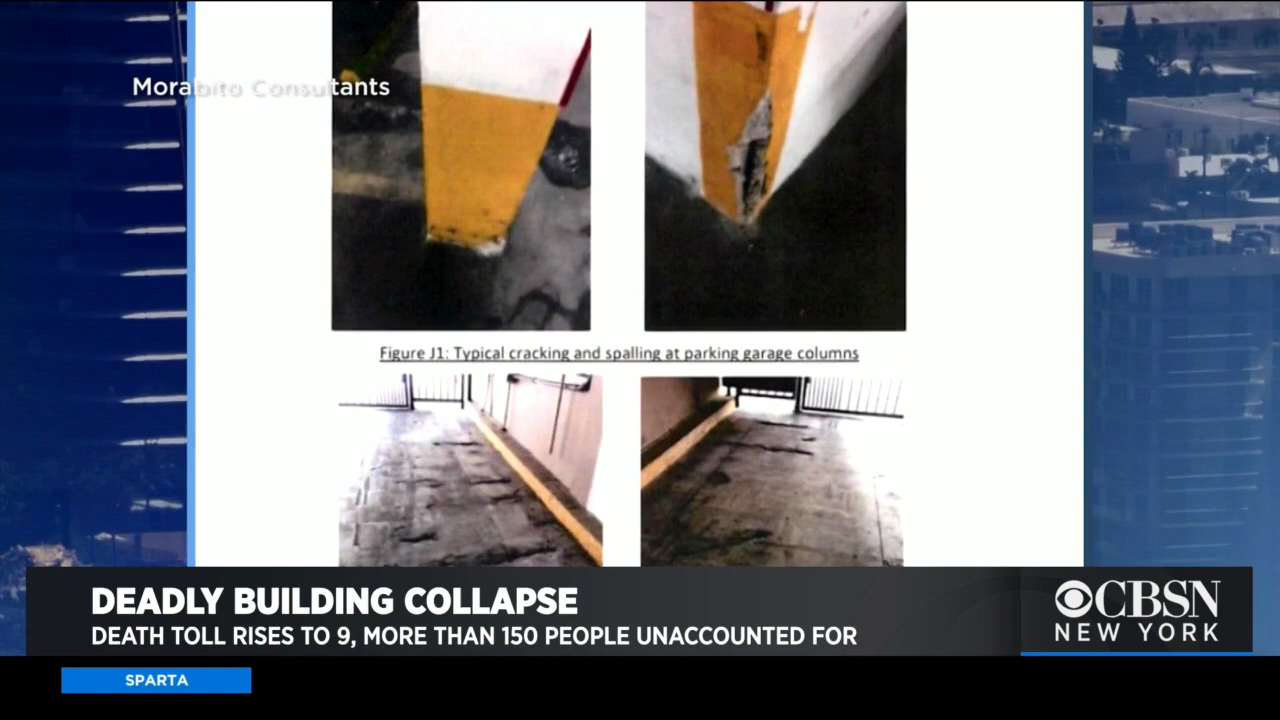 Morabito Consultants
Figure J1: Typical cracking and spalling at parking garage columns
DEADLY BUILDING COLLAPSE
DEATH TOLL RISES TO 9, MORE THAN 150 PEOPLE UNACCOUNTED FOR
CBSN
NEW YORK
SPARTA